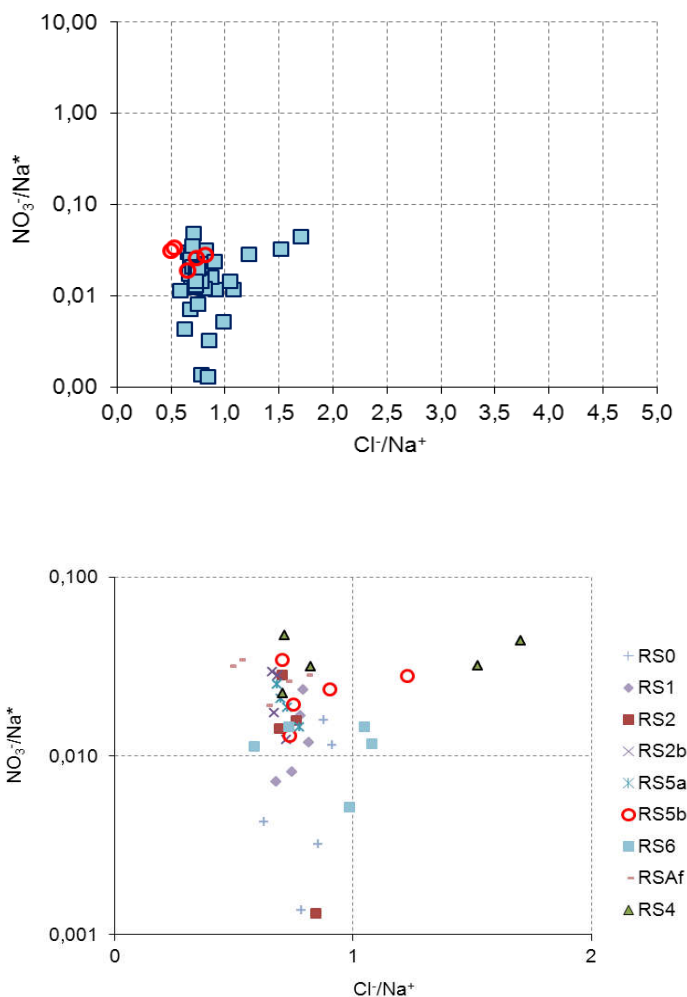 10,00
1,00
0,10
0,01
0,00
NO₃⁻/Na*
0,0 0,5 1,0 1,5 2,0 2,5 3,0 3,5 4,0 4,5 5,0
Cl⁻/Na⁺
0,100
0,010
0,001
NO₃⁻/Na*
0 1 2
Cl⁻/Na⁺
RS0
RS1
RS2
RS2b
RS5a
RS5b
RS6
RSAf
RS4